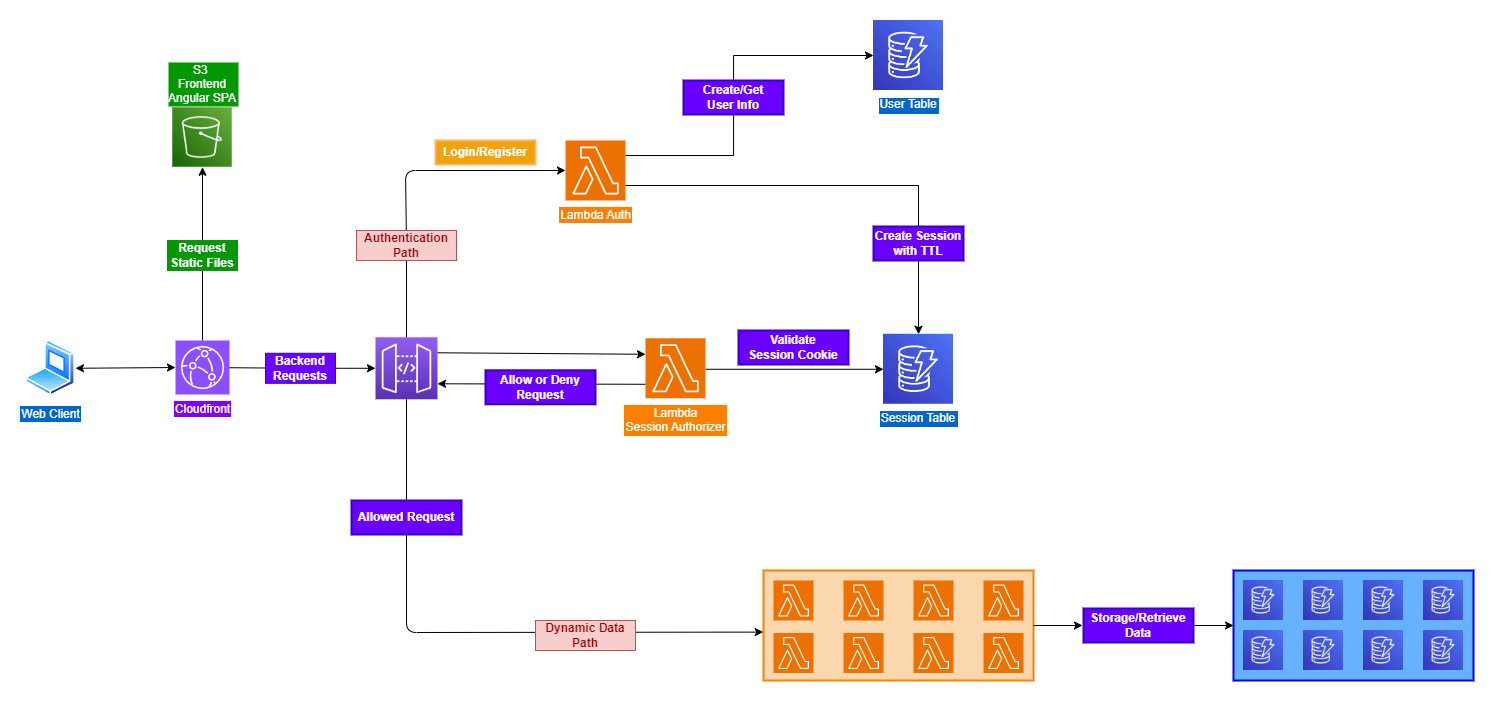 S3
Frontend
Angular SPA
User Table
Create/Get
User Info
Login/Register
Lambda Auth
Authentication
Path
Request
Static Files
Create Session
with TTL
Validate
Session Cookie
Backend
Requests
</>
Allow or Deny
Request
Web Client
Cloudfront
Lambda
Session Authorizer
Session Table
Allowed Request
Dynamic Data
Path
Storage/Retrieve
Data